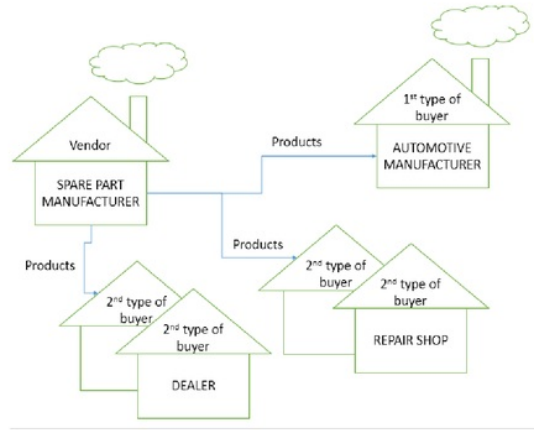 1st type of
buyer
AUTOMOTIVE
MANUFACTURER
Vendor
SPARE PART
MANUFACTURER
Products
Products
Products
2nd type of
buyer
2nd type of
buyer
REPAIR SHOP
2nd type of
buyer
2nd type of
buyer
DEALER